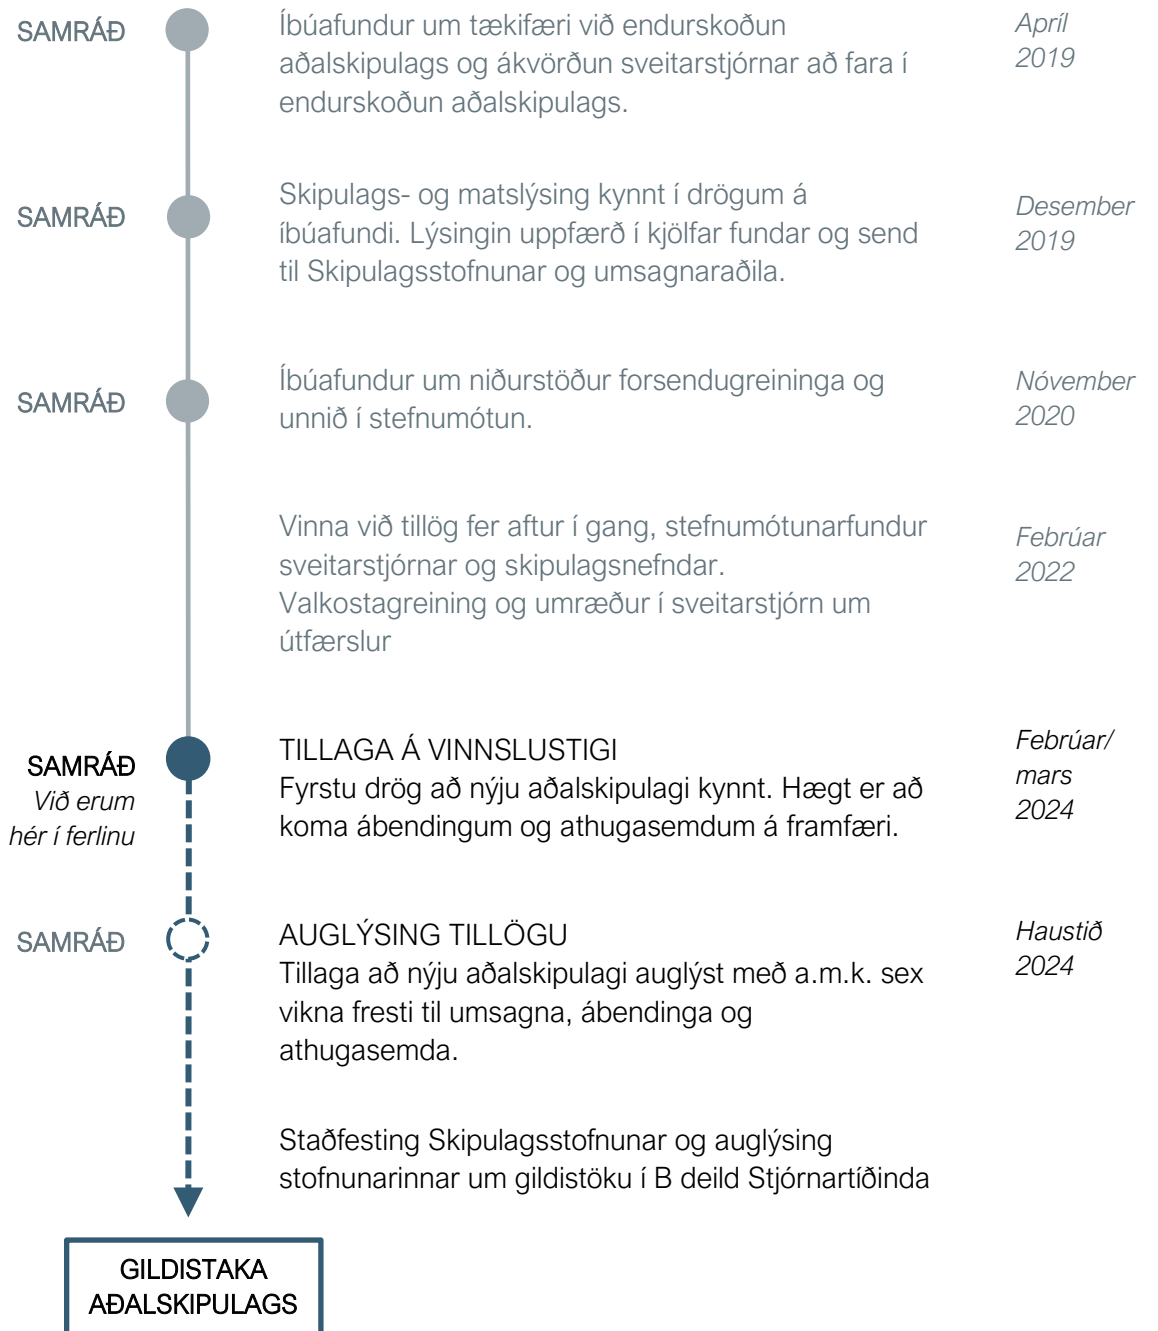 SAMRÁÐ
Íbúafundur um tækifæri við endurskoðun
aðalskipulags og ákvörðun sveitarstjórnar að fara í
endurskoðun aðalskipulags.
Apríl
2019
SAMRÁÐ
Skipulags- og matslýsing kynnt í drögum á
íbúafundi. Lýsingin uppfærð í kjölfar fundar og send
til Skipulagsstofnunar og umsagnaraðila.
Desember
2019
SAMRÁÐ
Íbúafundur um niðurstöður forsendugreininga og
unnið í stefnumótun.
Nóvember
2020
Vinna við tillög fer aftur í gang, stefnumótunarfundur
sveitarstjórnar og skipulagsnefndar.
Valkostagreining og umræður í sveitarstjórn um
útfærslur
Febrúar
2022
SAMRÁÐ
Við erum
hér í ferlinu
TILLAGA Á VINNSLUSTIGI
Fyrstu drög að nýju aðalskipulagi kynnt. Hægt er að
koma ábendingum og athugasemdum á framfæri.
Febrúar/
mars
2024
SAMRÁÐ
AUGLÝSING TILLÖGU
Tillaga að nýju aðalskipulagi auglýst með a.m.k. sex
vikna fresti til umsagna, ábendinga og
athugasemda.
Haustið
2024
Staðfesting Skipulagsstofnunar og auglýsing
stofnunarinnar um gildistöku í B deild Stjórnartíðinda
GILDISTAKA
AÐALSKIPULAGS